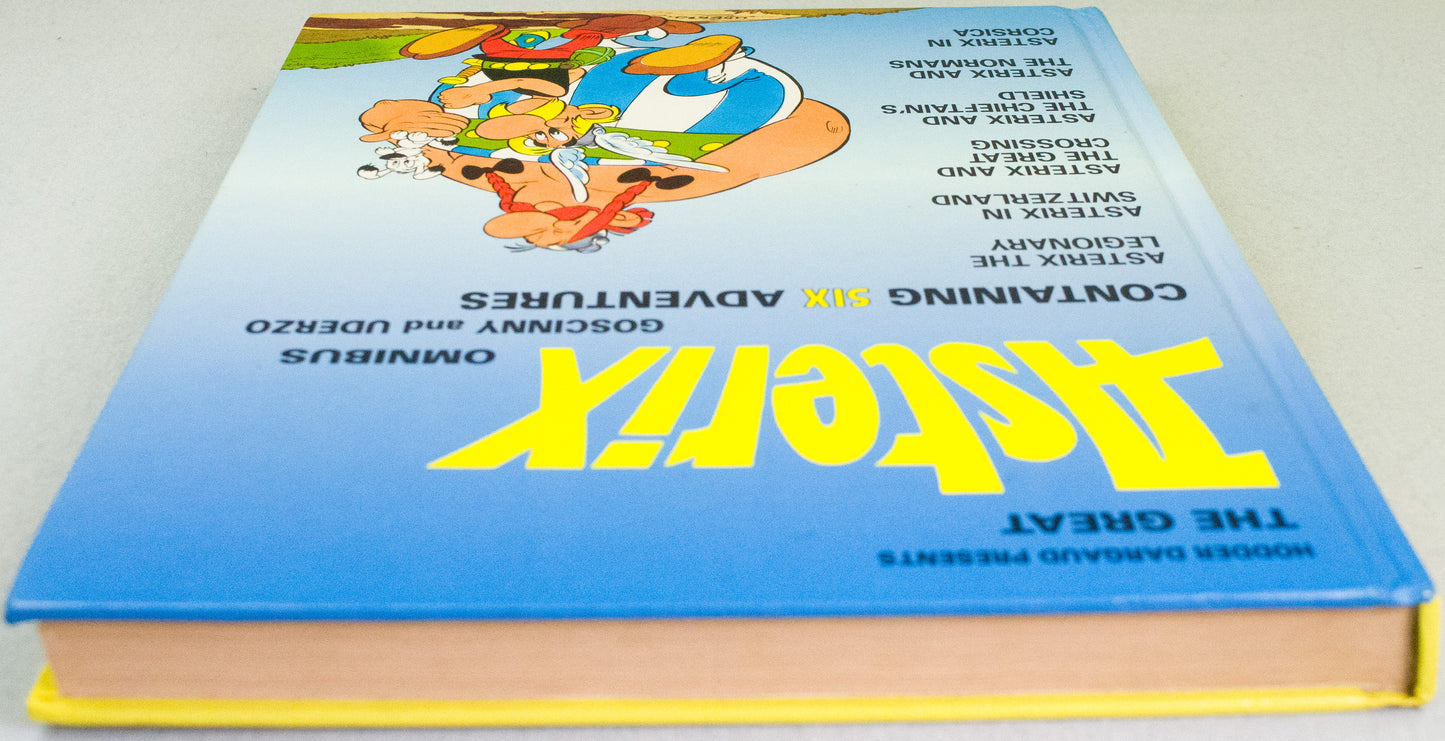 HODDER DARGAUD PRESENTS
THE GREAT
Asterix
OMNIBUS
GOSCINNY and UDERZO
CONTAINING SIX ADVENTURES
ASTERIX THE
LEGIONARY
ASTERIX IN
SWITZERLAND
ASTERIX AND
THE GREAT
CROSSING
ASTERIX AND
THE CHIEFTAIN'S
SHIELD
ASTERIX AND
THE NORMANS
ASTERIX IN
CORSICA